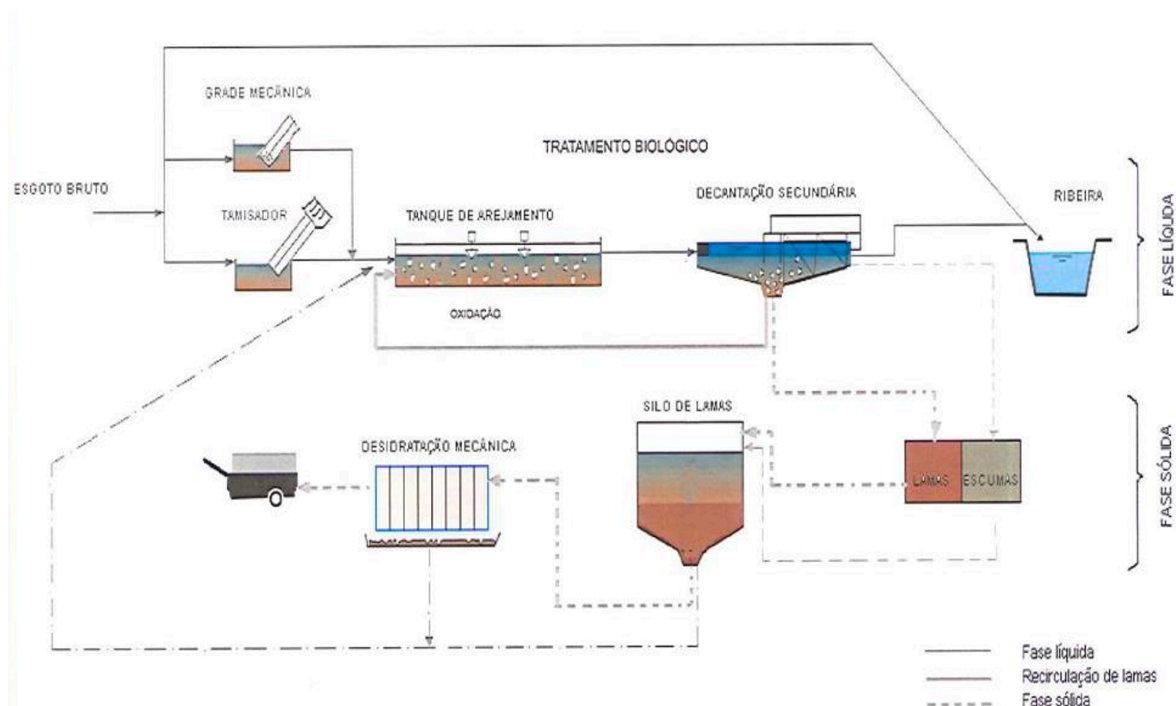 GRADE MECÂNICA
TRATAMENTO BIOLÓGICO
ESGOTO BRUTO
TAMISADOR
TANQUE DE AREJAMENTO
DECANTAÇÃO SECUNDÁRIA
RIBEIRA
FASE LÍQUIDA
OXIDAÇÃO
SILO DE LAMAS
DESIDRATAÇÃO MECÂNICA
LAMAS
ESCUMAS
FASE SÓLIDA
Fase líquida
Recirculação de lamas
Fase sólida